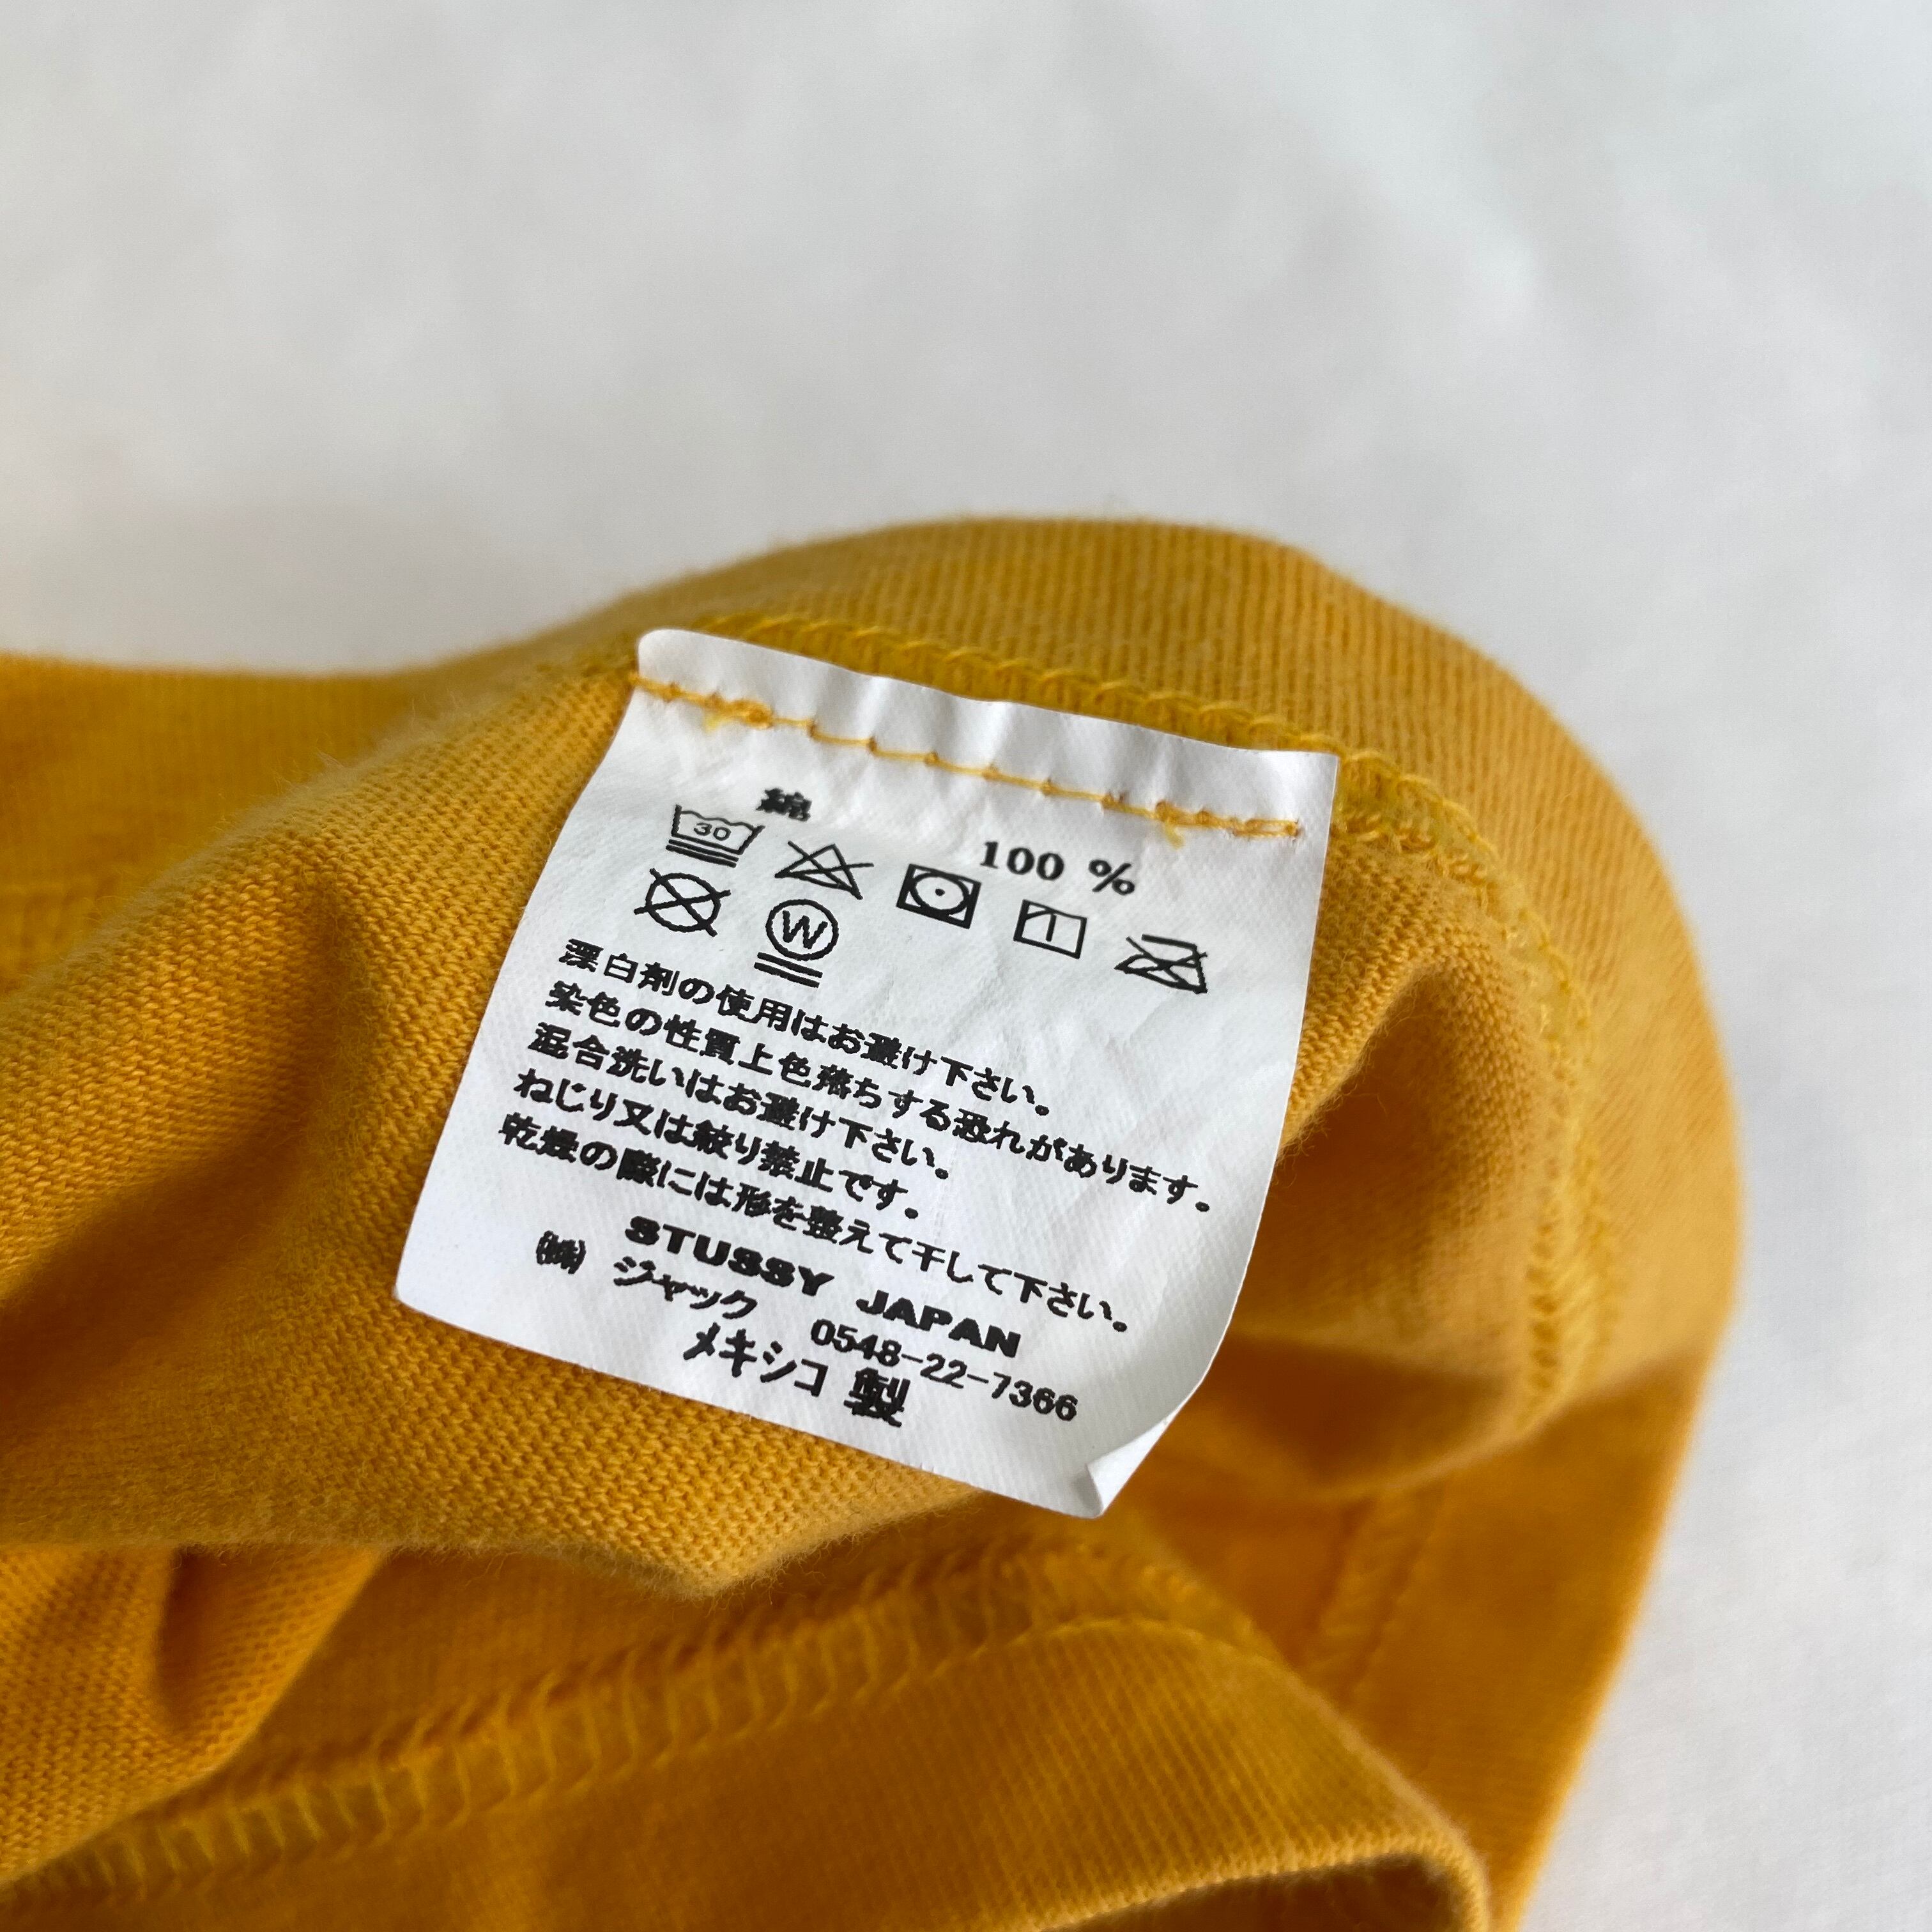 綿 100 %
30
W
漂白剤の使用はお避け下さい。
染色の性質上色落ちする恐れがあります。
混合洗いはお避け下さい。
ねじり又は絞り禁止です。
乾燥の際には形を整えて干して下さい。
STUSSY JAPAN
㈱ ジャック 0548-22-7366
メキシコ 製